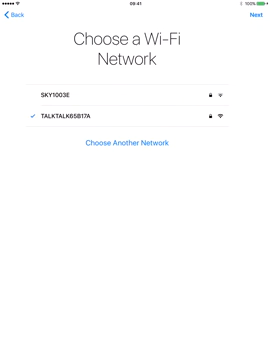 09:41
100%
Back
Next
Choose a Wi-Fi
Network
SKY1003E
TALKTALK65B17A
Choose Another Network